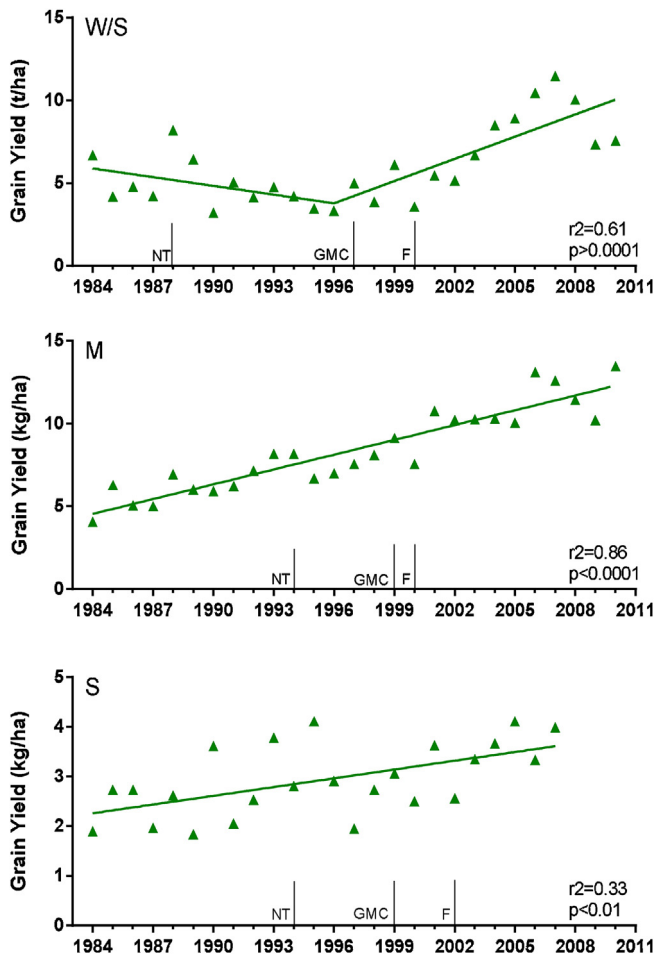 W/S
Grain Yield (t/ha)
15
10
5
0
NT
GMC
F
r2=0.61
p>0.0001
1984 1987 1990 1993 1996 1999 2002 2005 2008 2011
M
Grain Yield (kg/ha)
15
10
5
0
NT
GMC
F
r2=0.86
p<0.0001
1984 1987 1990 1993 1996 1999 2002 2005 2008 2011
S
Grain Yield (kg/ha)
5
4
3
2
1
0
NT
GMC
F
r2=0.33
p<0.01
1984 1987 1990 1993 1996 1999 2002 2005 2008 2011